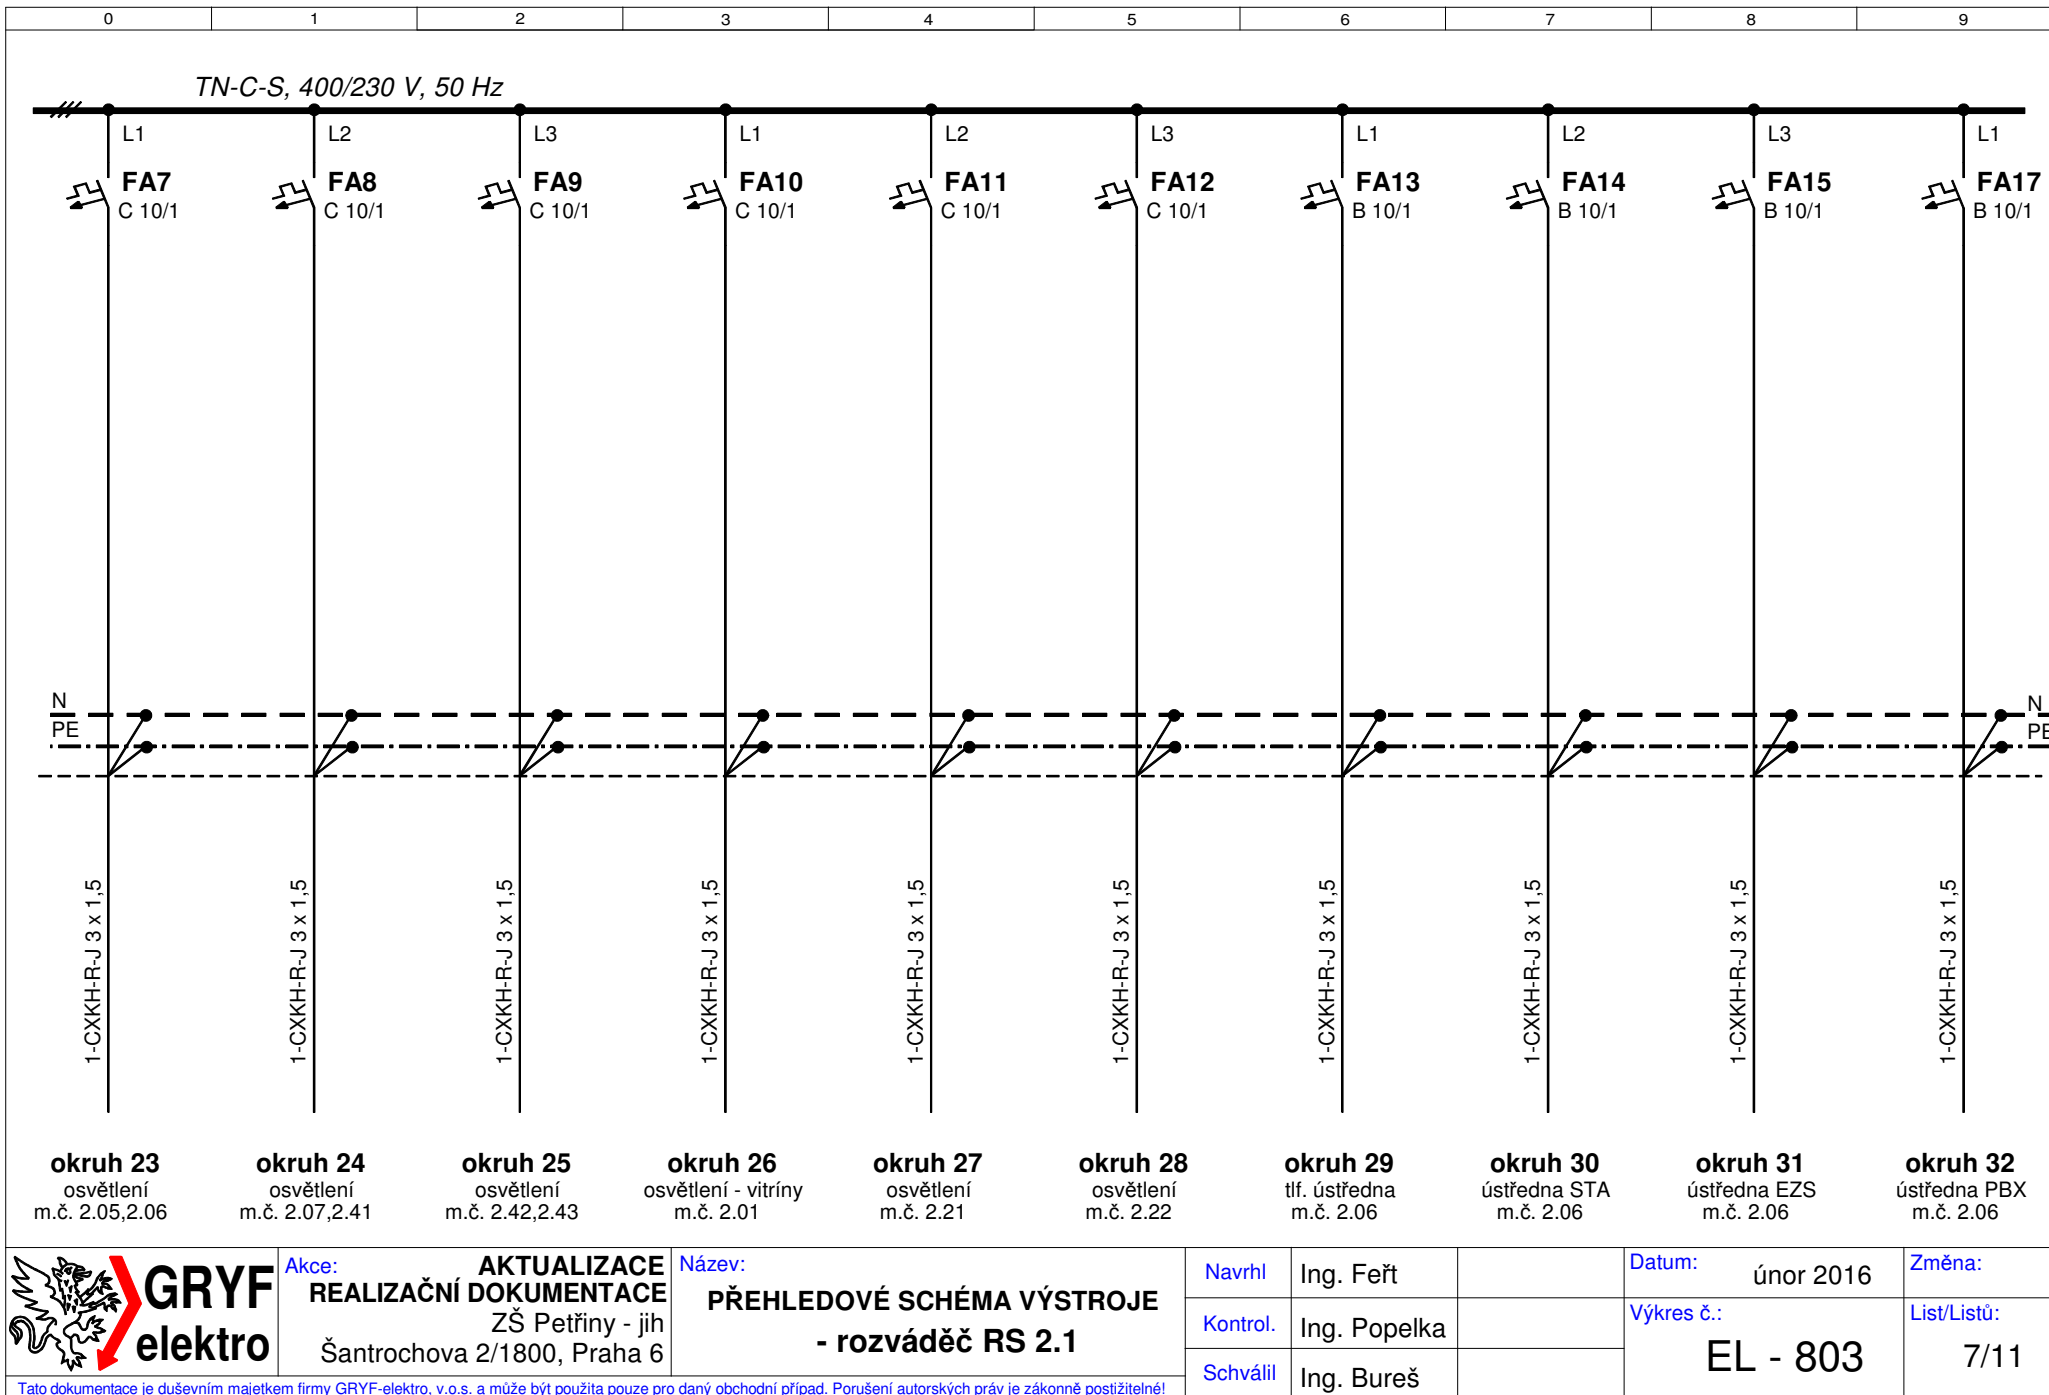 0 1 2 3 4 5 6 7 8 9
TN-C-S, 400/230 V, 50 Hz
L1 L2 L3 L1 L2 L3 L1 L2 L3 L1
FA7 FA8 FA9 FA10 FA11 FA12 FA13 FA14 FA15 FA17
C 10/1 C 10/1 C 10/1 C 10/1 C 10/1 C 10/1 B 10/1 B 10/1 B 10/1 B 10/1
N N
PE PE
1-CXKH-R-J 3 x 1,5 1-CXKH-R-J 3 x 1,5 1-CXKH-R-J 3 x 1,5 1-CXKH-R-J 3 x 1,5 1-CXKH-R-J 3 x 1,5 1-CXKH-R-J 3 x 1,5 1-CXKH-R-J 3 x 1,5 1-CXKH-R-J 3 x 1,5 1-CXKH-R-J 3 x 1,5 1-CXKH-R-J 3 x 1,5
okruh 23 okruh 24 okruh 25 okruh 26 okruh 27 okruh 28 okruh 29 okruh 30 okruh 31 okruh 32
osvětlení osvětlení osvětlení osvětlení - vitríny osvětlení osvětlení tlf. ústředna ústředna STA ústředna EZS ústředna PBX
m.č. 2.05,2.06 m.č. 2.07,2.41 m.č. 2.42,2.43 m.č. 2.01 m.č. 2.21 m.č. 2.22 m.č. 2.06 m.č. 2.06 m.č. 2.06 m.č. 2.06
GRYF
elektro
Akce: AKTUALIZACE
REALIZAČNÍ DOKUMENTACE
ZŠ Petřiny - jih
Šantrochova 2/1800, Praha 6
Název:
PŘEHLEDOVÉ SCHÉMA VÝSTROJE
- rozváděč RS 2.1
Navrhl Ing. Feřt
Kontrol. Ing. Popelka
Schválil Ing. Bureš
Datum: únor 2016
Výkres č.:
EL - 803
Změna:
List/Listů:
7/11
Tato dokumentace je duševním majetkem firmy GRYF-elektro, v.o.s. a může být použita pouze pro daný obchodní případ. Porušení autorských práv je zákonně postižitelné!